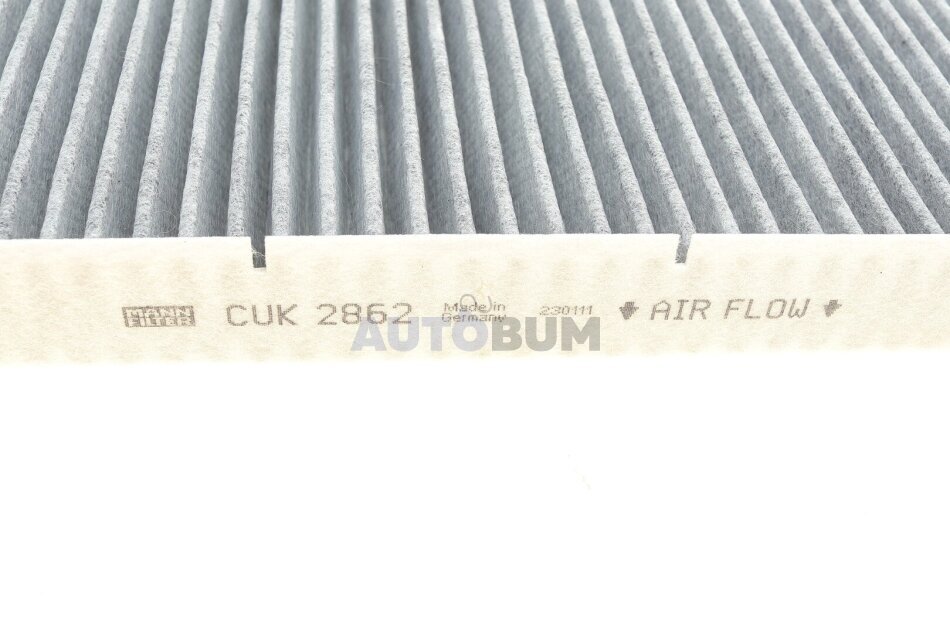 MANN
FILTER
CUK 2862
Made in
Germany
230111
AIR FLOW
AUTOBUM